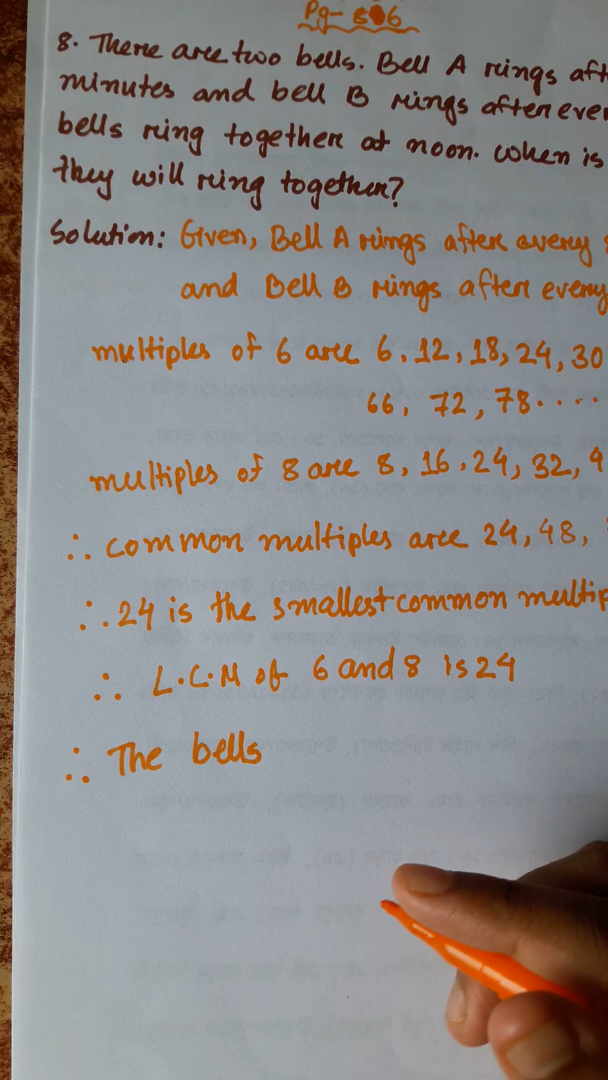 Pg- 66
8. There are two bells. Bell A rings aft
minutes and bell B rings after ever
bells ring together at noon. When is
they will ring together?
Solution: Given, Bell A rings after every
and Bell B rings after every
multiples of 6 are 6, 12, 18, 24, 30
66, 72, 78....
multiples of 8 are 8, 16, 24, 32, 4
∴ common multiples are 24, 48,
∴ 24 is the smallest common multip
∴ L.C.M of 6 and 8 is 24
∴ The bells